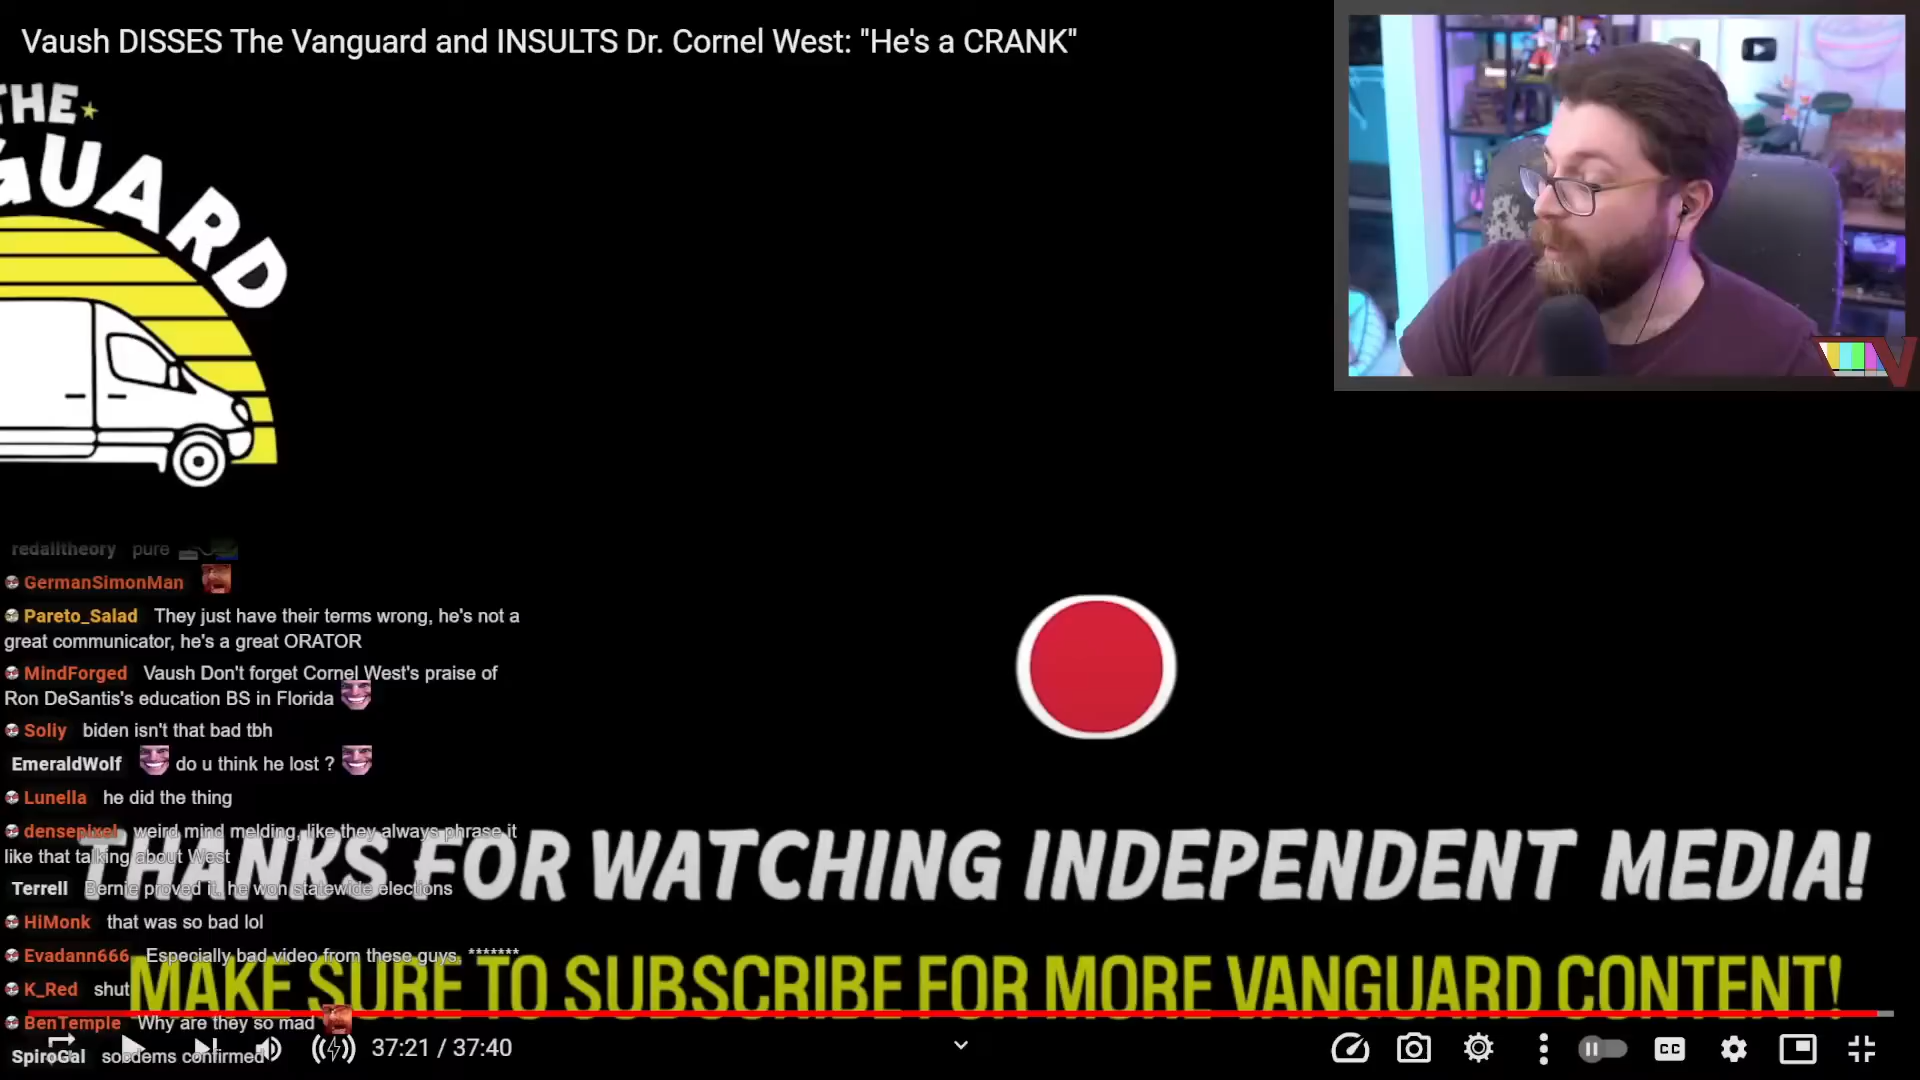 Vaush DISSES The Vanguard and INSULTS Dr. Cornel West: "He's a CRANK"
THE
GUARD
redalltheory pure
GermanSimonMan
Pareto_Salad They just have their terms wrong, he's not a
great communicator, he's a great ORATOR
MindForged Vaush Don't forget Cornel West's praise of
Ron DeSantis's education BS in Florida
Soliy biden isn't that bad tbh
EmeraldWolf do u think he lost ?
Lunella he did the thing
densepixel weird mind melding, like they always phrase it
like that talking about West
THANKS FOR WATCHING INDEPENDENT MEDIA!
Terrell Bernie proved it, he won statewide elections
HiMonk that was so bad lol
Evadann666 Especially bad video from these guys. *******
MAKE SURE TO SUBSCRIBE FOR MORE VANGUARD CONTENT!
K_Red shut
BenTemple Why are they so mad
SpiroGal socdems confirmed
37:21 / 37:40
CC
V